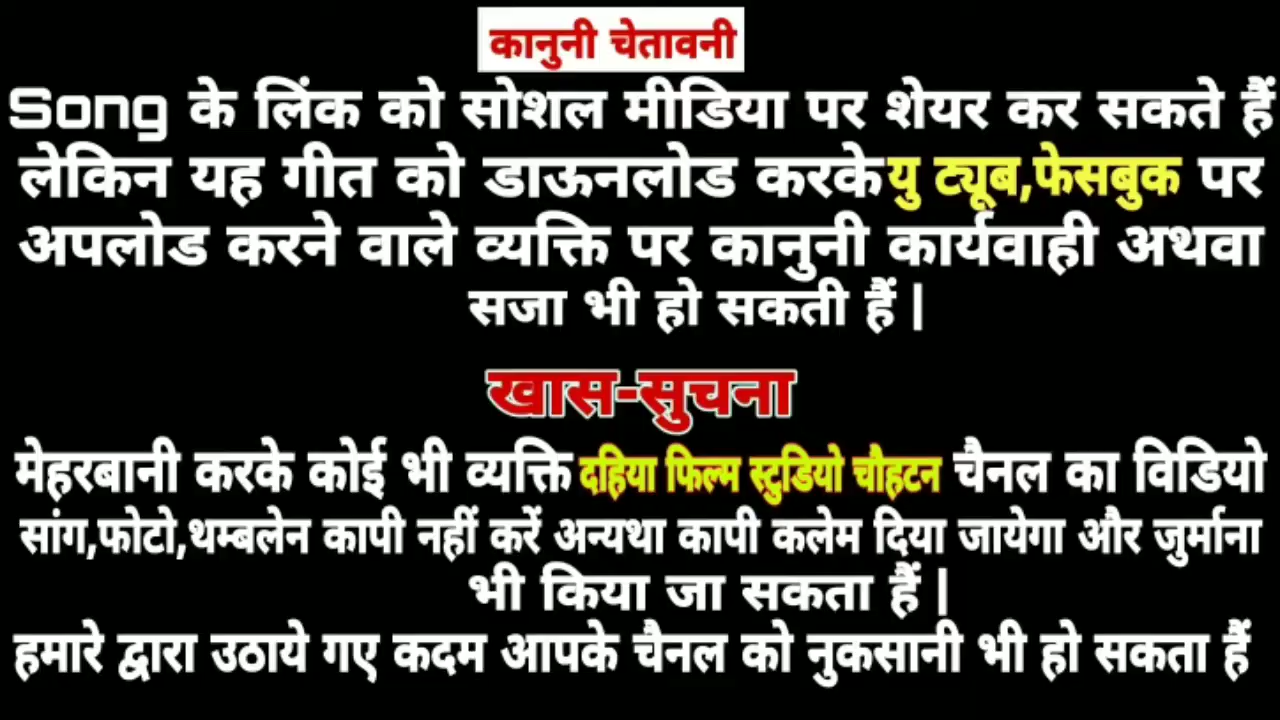 कानुनी चेतावनी
Song के लिंक को सोशल मीडिया पर शेयर कर सकते हैं
लेकिन यह गीत को डाऊनलोड करके यु ट्यूब,फेसबुक पर
अपलोड करने वाले व्यक्ति पर कानुनी कार्यवाही अथवा
सजा भी हो सकती हैं |
खास-सुचना
मेहरबानी करके कोई भी व्यक्ति दहिया फिल्म स्टुडियो चौहटन चैनल का विडियो
सांग,फोटो,थम्बलेन कापी नहीं करें अन्यथा कापी कलेम दिया जायेगा और जुर्माना
भी किया जा सकता हैं |
हमारे द्वारा उठाये गए कदम आपके चैनल को नुकसानी भी हो सकता हैं